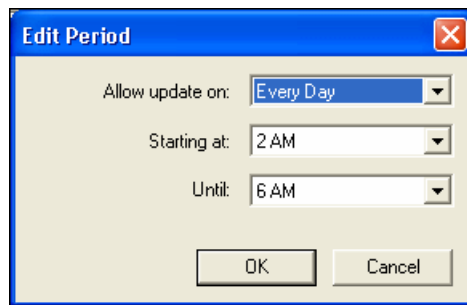 Edit Period
Allow update on: Every Day
Starting at: 2 AM
Until: 6 AM
OK Cancel